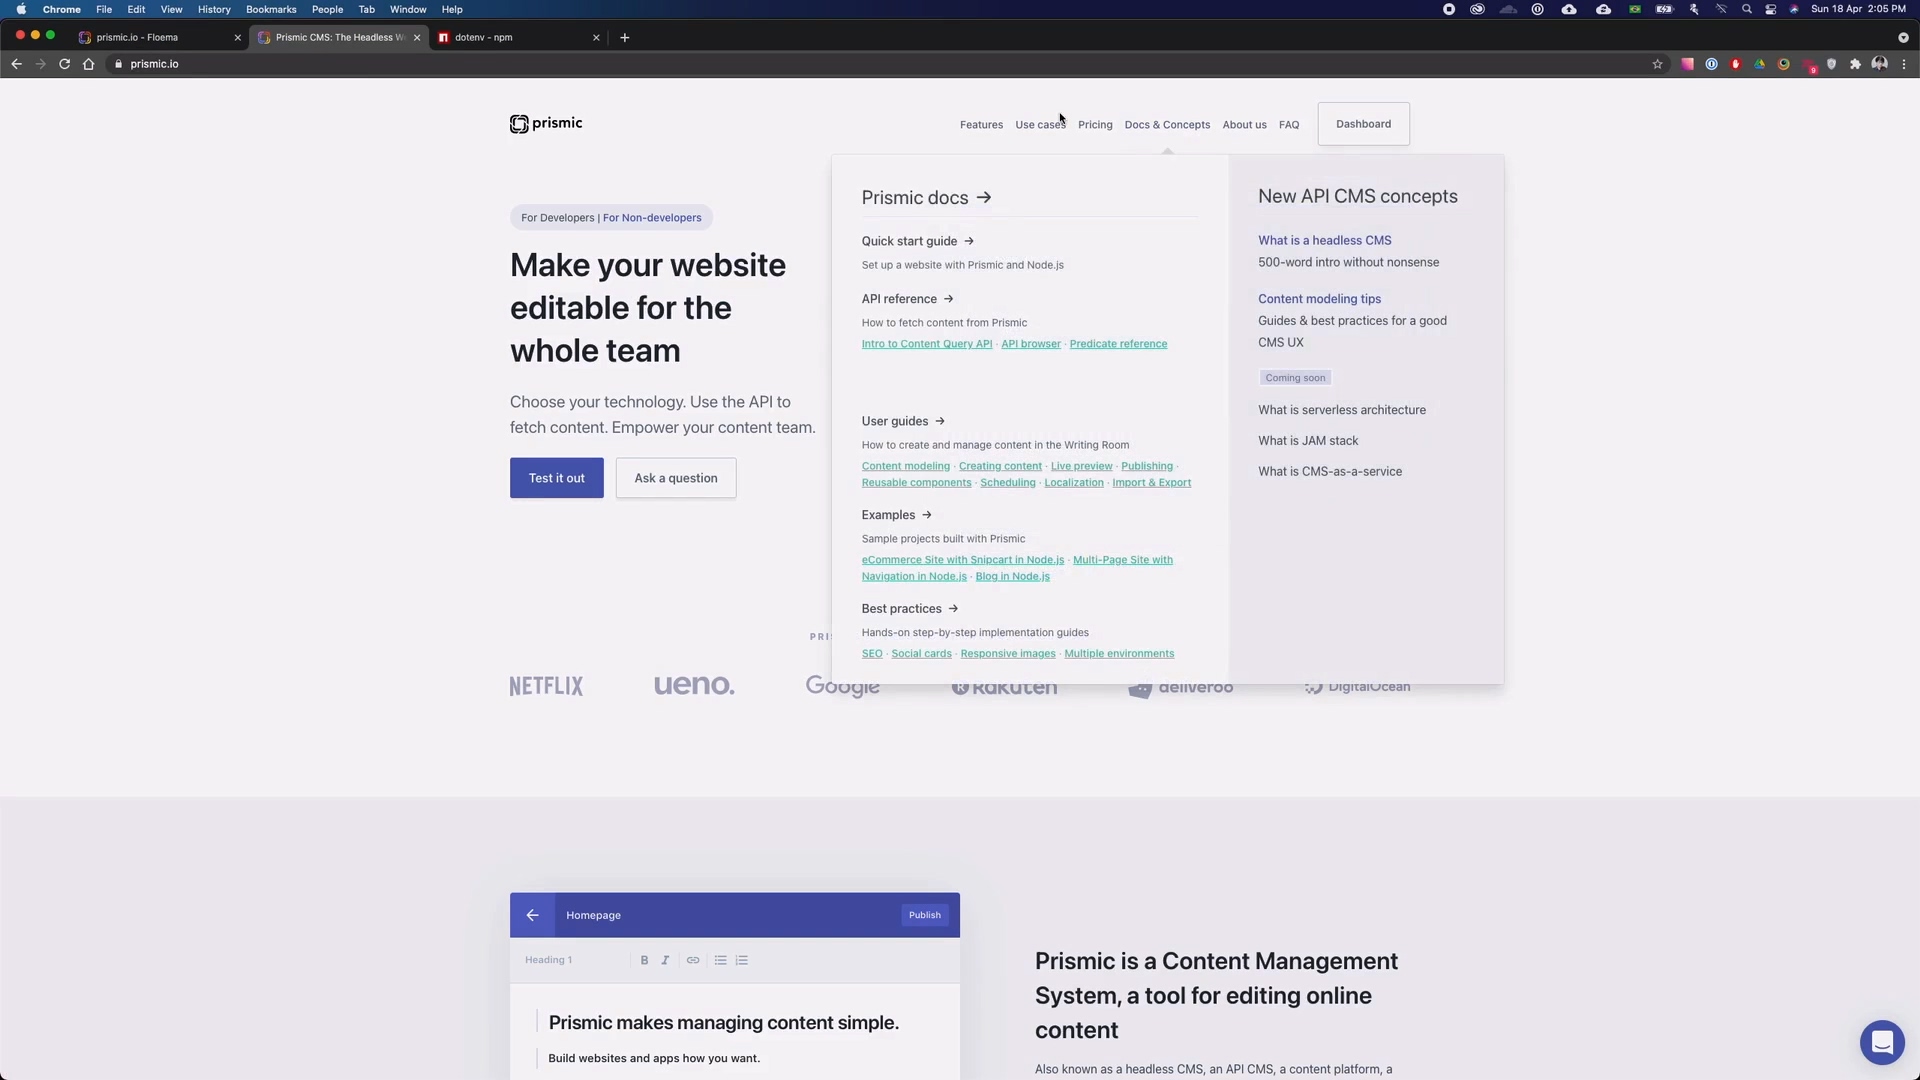 Chrome File Edit View History Bookmarks People Tab Window Help
Sun 18 Apr 2:05 PM
prismic.io - Floema
Prismic CMS: The Headless W
dotenv - npm
prismic.io
9
prismic
Features Use cases Pricing Docs & Concepts About us FAQ Dashboard
For Developers | For Non-developers
Make your website
editable for the
whole team
Choose your technology. Use the API to
fetch content. Empower your content team.
Test it out
Ask a question
Prismic docs →
Quick start guide →
Set up a website with Prismic and Node.js
API reference →
How to fetch content from Prismic
Intro to Content Query API · API browser · Predicate reference
User guides →
How to create and manage content in the Writing Room
Content modeling · Creating content · Live preview · Publishing ·
Reusable components · Scheduling · Localization · Import & Export
Examples →
Sample projects built with Prismic
eCommerce Site with Snipcart in Node.js · Multi-Page Site with
Navigation in Node.js · Blog in Node.js
Best practices →
Hands-on step-by-step implementation guides
SEO · Social cards · Responsive images · Multiple environments
New API CMS concepts
What is a headless CMS
500-word intro without nonsense
Content modeling tips
Guides & best practices for a good
CMS UX
Coming soon
What is serverless architecture
What is JAM stack
What is CMS-as-a-service
PRIS
NETFLIX ueno. Google Rakuten deliveroo DigitalOcean
Homepage
Publish
Heading 1
B I
Prismic makes managing content simple.
Build websites and apps how you want.
Prismic is a Content Management
System, a tool for editing online
content
Also known as a headless CMS, an API CMS, a content platform, a